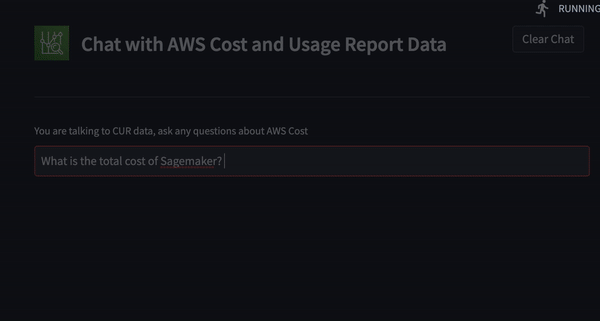 RUNNING
Chat with AWS Cost and Usage Report Data
Clear Chat
You are talking to CUR data, ask any questions about AWS Cost
What is the total cost of Sagemaker?